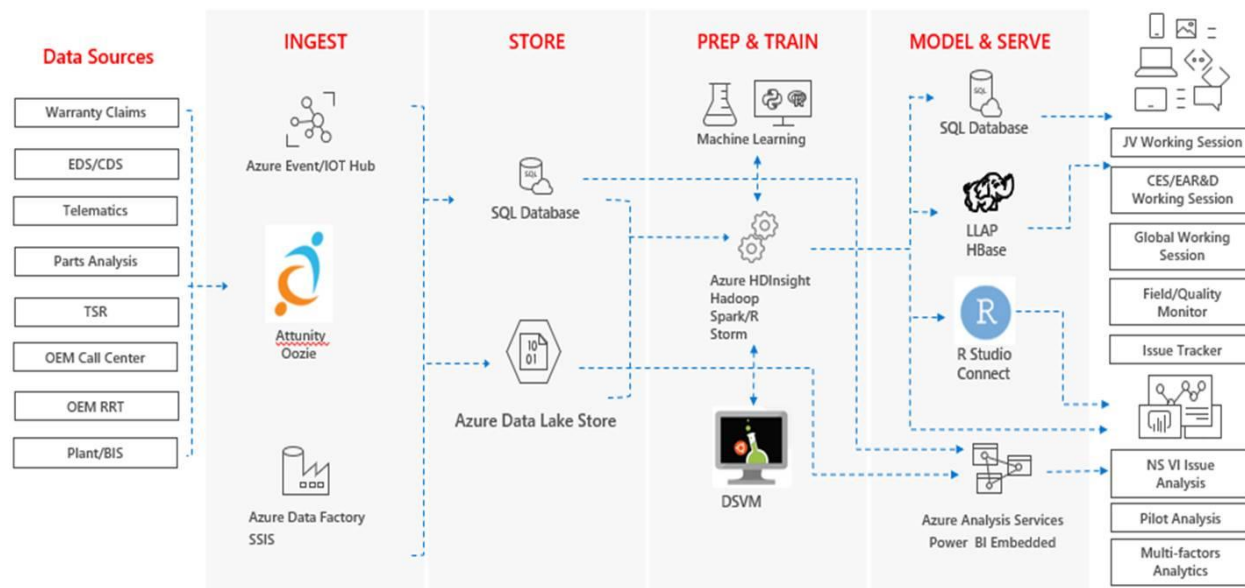 Data Sources
Warranty Claims
EDS/CDS
Telematics
Parts Analysis
TSR
OEM Call Center
OEM RRT
Plant/BIS
INGEST
Azure Event/IOT Hub
Attunity
Oozie
Azure Data Factory
SSIS
STORE
SQL
SQL Database
10
01
Azure Data Lake Store
PREP & TRAIN
Machine Learning
Azure HDInsight
Hadoop
Spark/R
Storm
DSVM
MODEL & SERVE
SQL
SQL Database
LLAP
HBase
R
R Studio
Connect
Azure Analysis Services
Power BI Embedded
JV Working Session
CES/EAR&D
Working Session
Global Working
Session
Field/Quality
Monitor
Issue Tracker
NS VI Issue
Analysis
Pilot Analysis
Multi-factors
Analytics